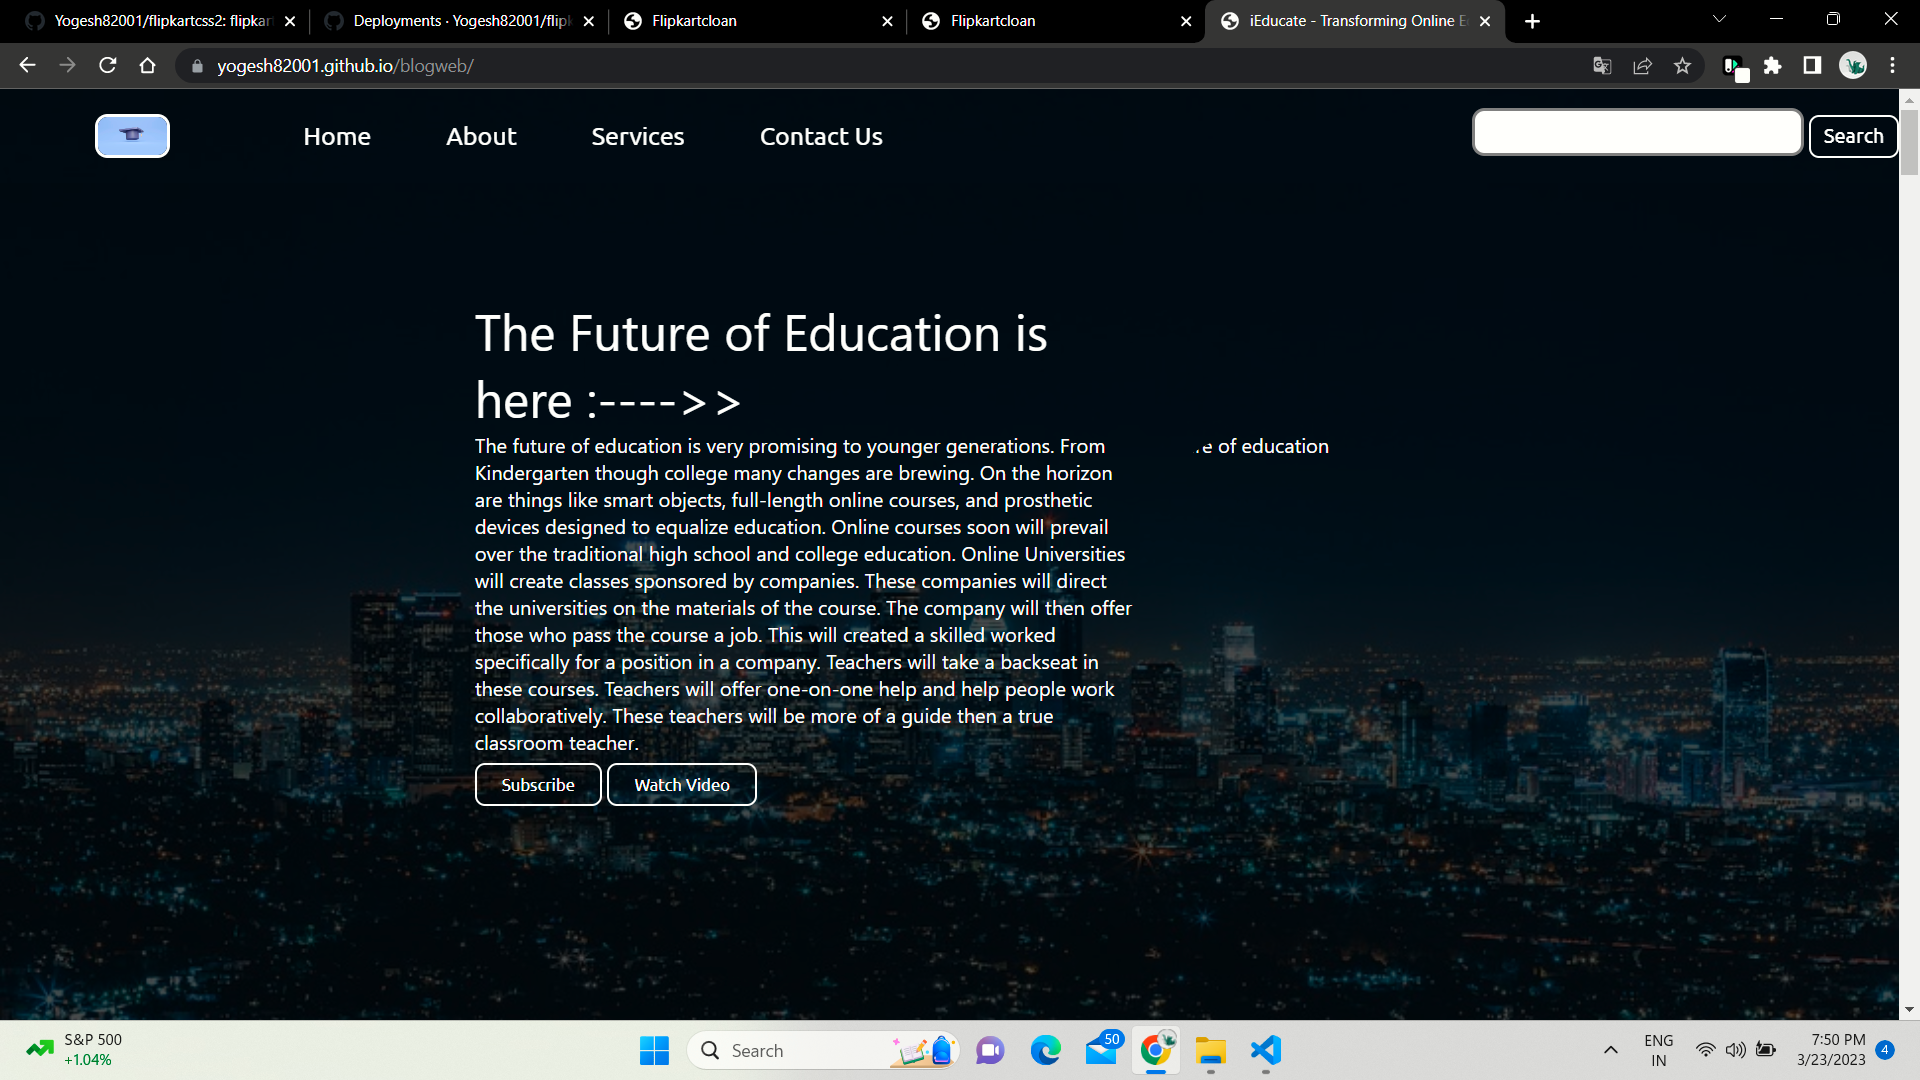 Yogesh82001/flipkartcss2: flipkar
Deployments · Yogesh82001/flip
Flipkartcloan
Flipkartcloan
iEducate - Transforming Online E
yogesh82001.github.io/blogweb/
Home
About
Services
Contact Us
Search
The Future of Education is
here :---->>
The future of education is very promising to younger generations. From
Kindergarten though college many changes are brewing. On the horizon
are things like smart objects, full-length online courses, and prosthetic
devices designed to equalize education. Online courses soon will prevail
over the traditional high school and college education. Online Universities
will create classes sponsored by companies. These companies will direct
the universities on the materials of the course. The company will then offer
those who pass the course a job. This will created a skilled worked
specifically for a position in a company. Teachers will take a backseat in
these courses. Teachers will offer one-on-one help and help people work
collaboratively. These teachers will be more of a guide then a true
classroom teacher.
e of education
Subscribe
Watch Video
S&P 500
+1.04%
Search
50
ENG
IN
7:50 PM
3/23/2023
4